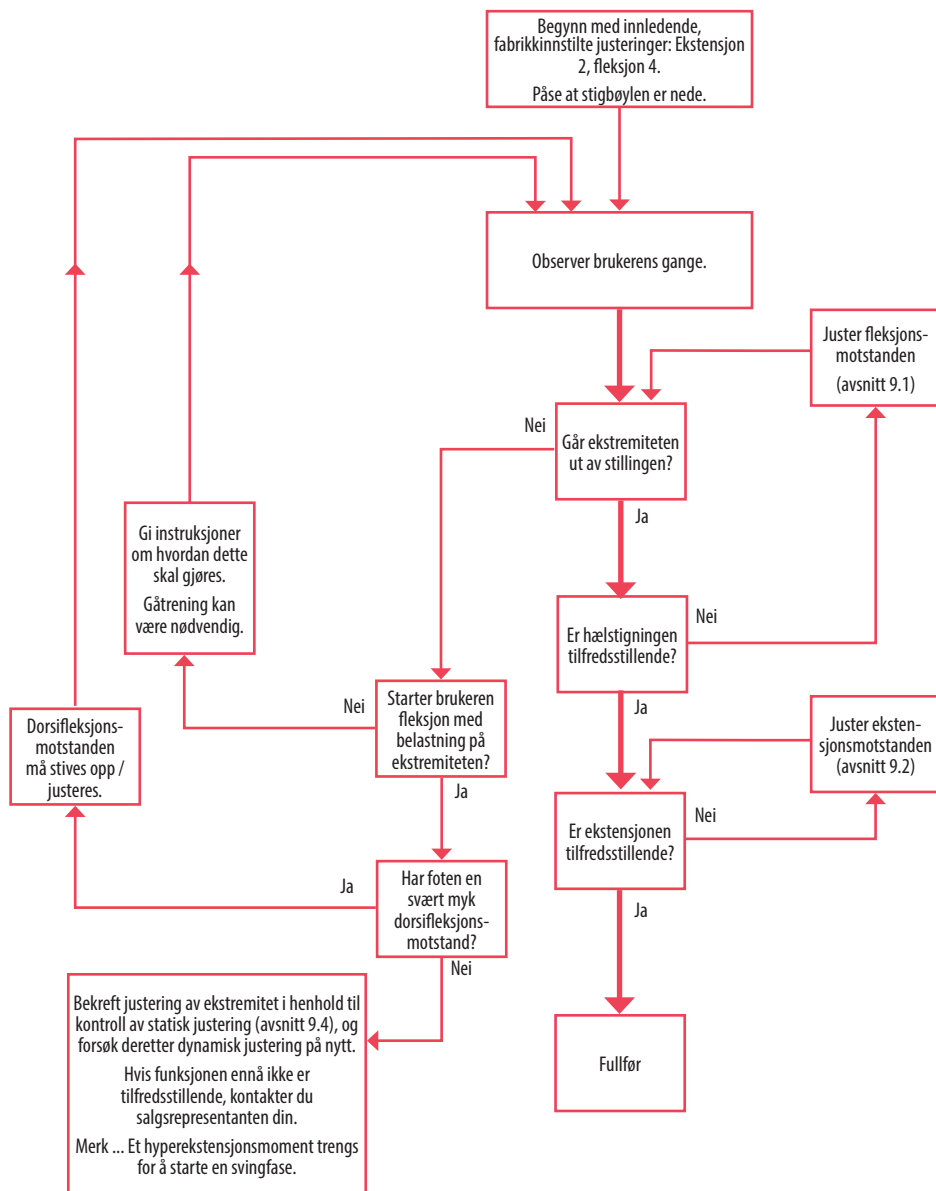 Begynn med innledende,
fabrikkinnstilte justeringer: Ekstensjon
2, fleksjon 4.
Påse at stigbøylen er nede.
Observer brukerens gange.
Juster fleksjons-
motstanden
(avsnitt 9.1)
Nei
Går ekstremiteten
ut av stillingen?
Ja
Gi instruksjoner
om hvordan dette
skal gjøres.
Gåtrening kan
være nødvendig.
Er hælstigningen
tilfredsstillende?
Nei
Ja
Nei
Starter brukeren
fleksjon med
belastning på
ekstremiteten?
Ja
Dorsifleksjons-
motstanden
må stives opp /
justeres.
Juster eksten-
sjonsmotstanden
(avsnitt 9.2)
Er ekstensjonen
tilfredsstillende?
Nei
Ja
Ja
Har foten en
svært myk
dorsifleksjons-
motstand?
Nei
Bekreft justering av ekstremitet i henhold til
kontroll av statisk justering (avsnitt 9.4), og
forsøk deretter dynamisk justering på nytt.
Hvis funksjonen ennå ikke er
tilfredsstillende, kontakter du
salgsrepresentanten din.
Merk ... Et hyperekstensjonsmoment trengs
for å starte en svingfase.
Fullfør